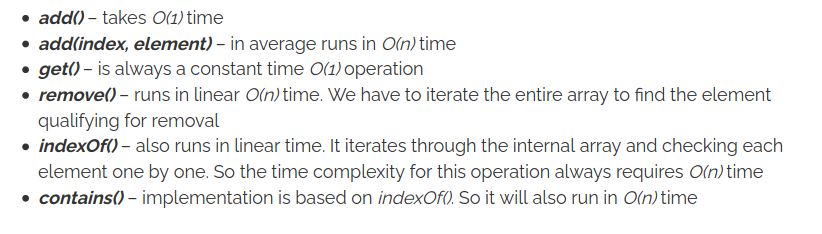 • add() – takes O(1) time
• add(index, element) – in average runs in O(n) time
• get() – is always a constant time O(1) operation
• remove() – runs in linear O(n) time. We have to iterate the entire array to find the element
qualifying for removal
• indexOf() – also runs in linear time. It iterates through the internal array and checking each
element one by one. So the time complexity for this operation always requires O(n) time
• contains() – implementation is based on indexOf(). So it will also run in O(n) time